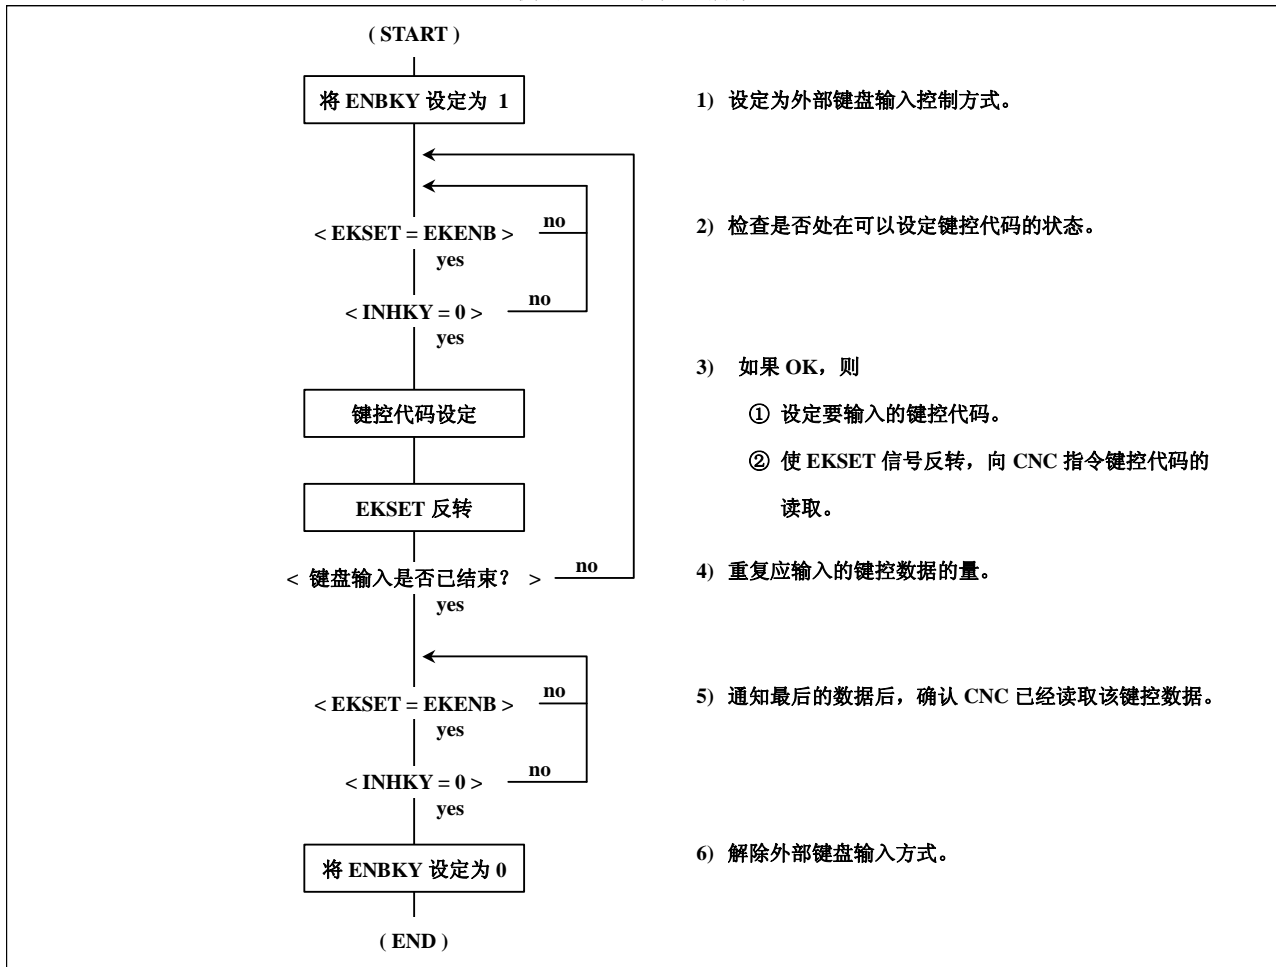 ( START )
将 ENBKY 设定为 1
1) 设定为外部键盘输入控制方式。
< EKSET = EKENB >
no
yes
2) 检查是否处在可以设定键控代码的状态。
< INHKY = 0 >
no
yes
3) 如果 OK，则
键控代码设定
① 设定要输入的键控代码。
② 使 EKSET 信号反转，向 CNC 指令键控代码的
读取。
EKSET 反转
< 键盘输入是否已结束？ >
no
yes
4) 重复应输入的键控数据的量。
< EKSET = EKENB >
no
yes
5) 通知最后的数据后，确认 CNC 已经读取该键控数据。
< INHKY = 0 >
no
yes
将 ENBKY 设定为 0
6) 解除外部键盘输入方式。
( END )